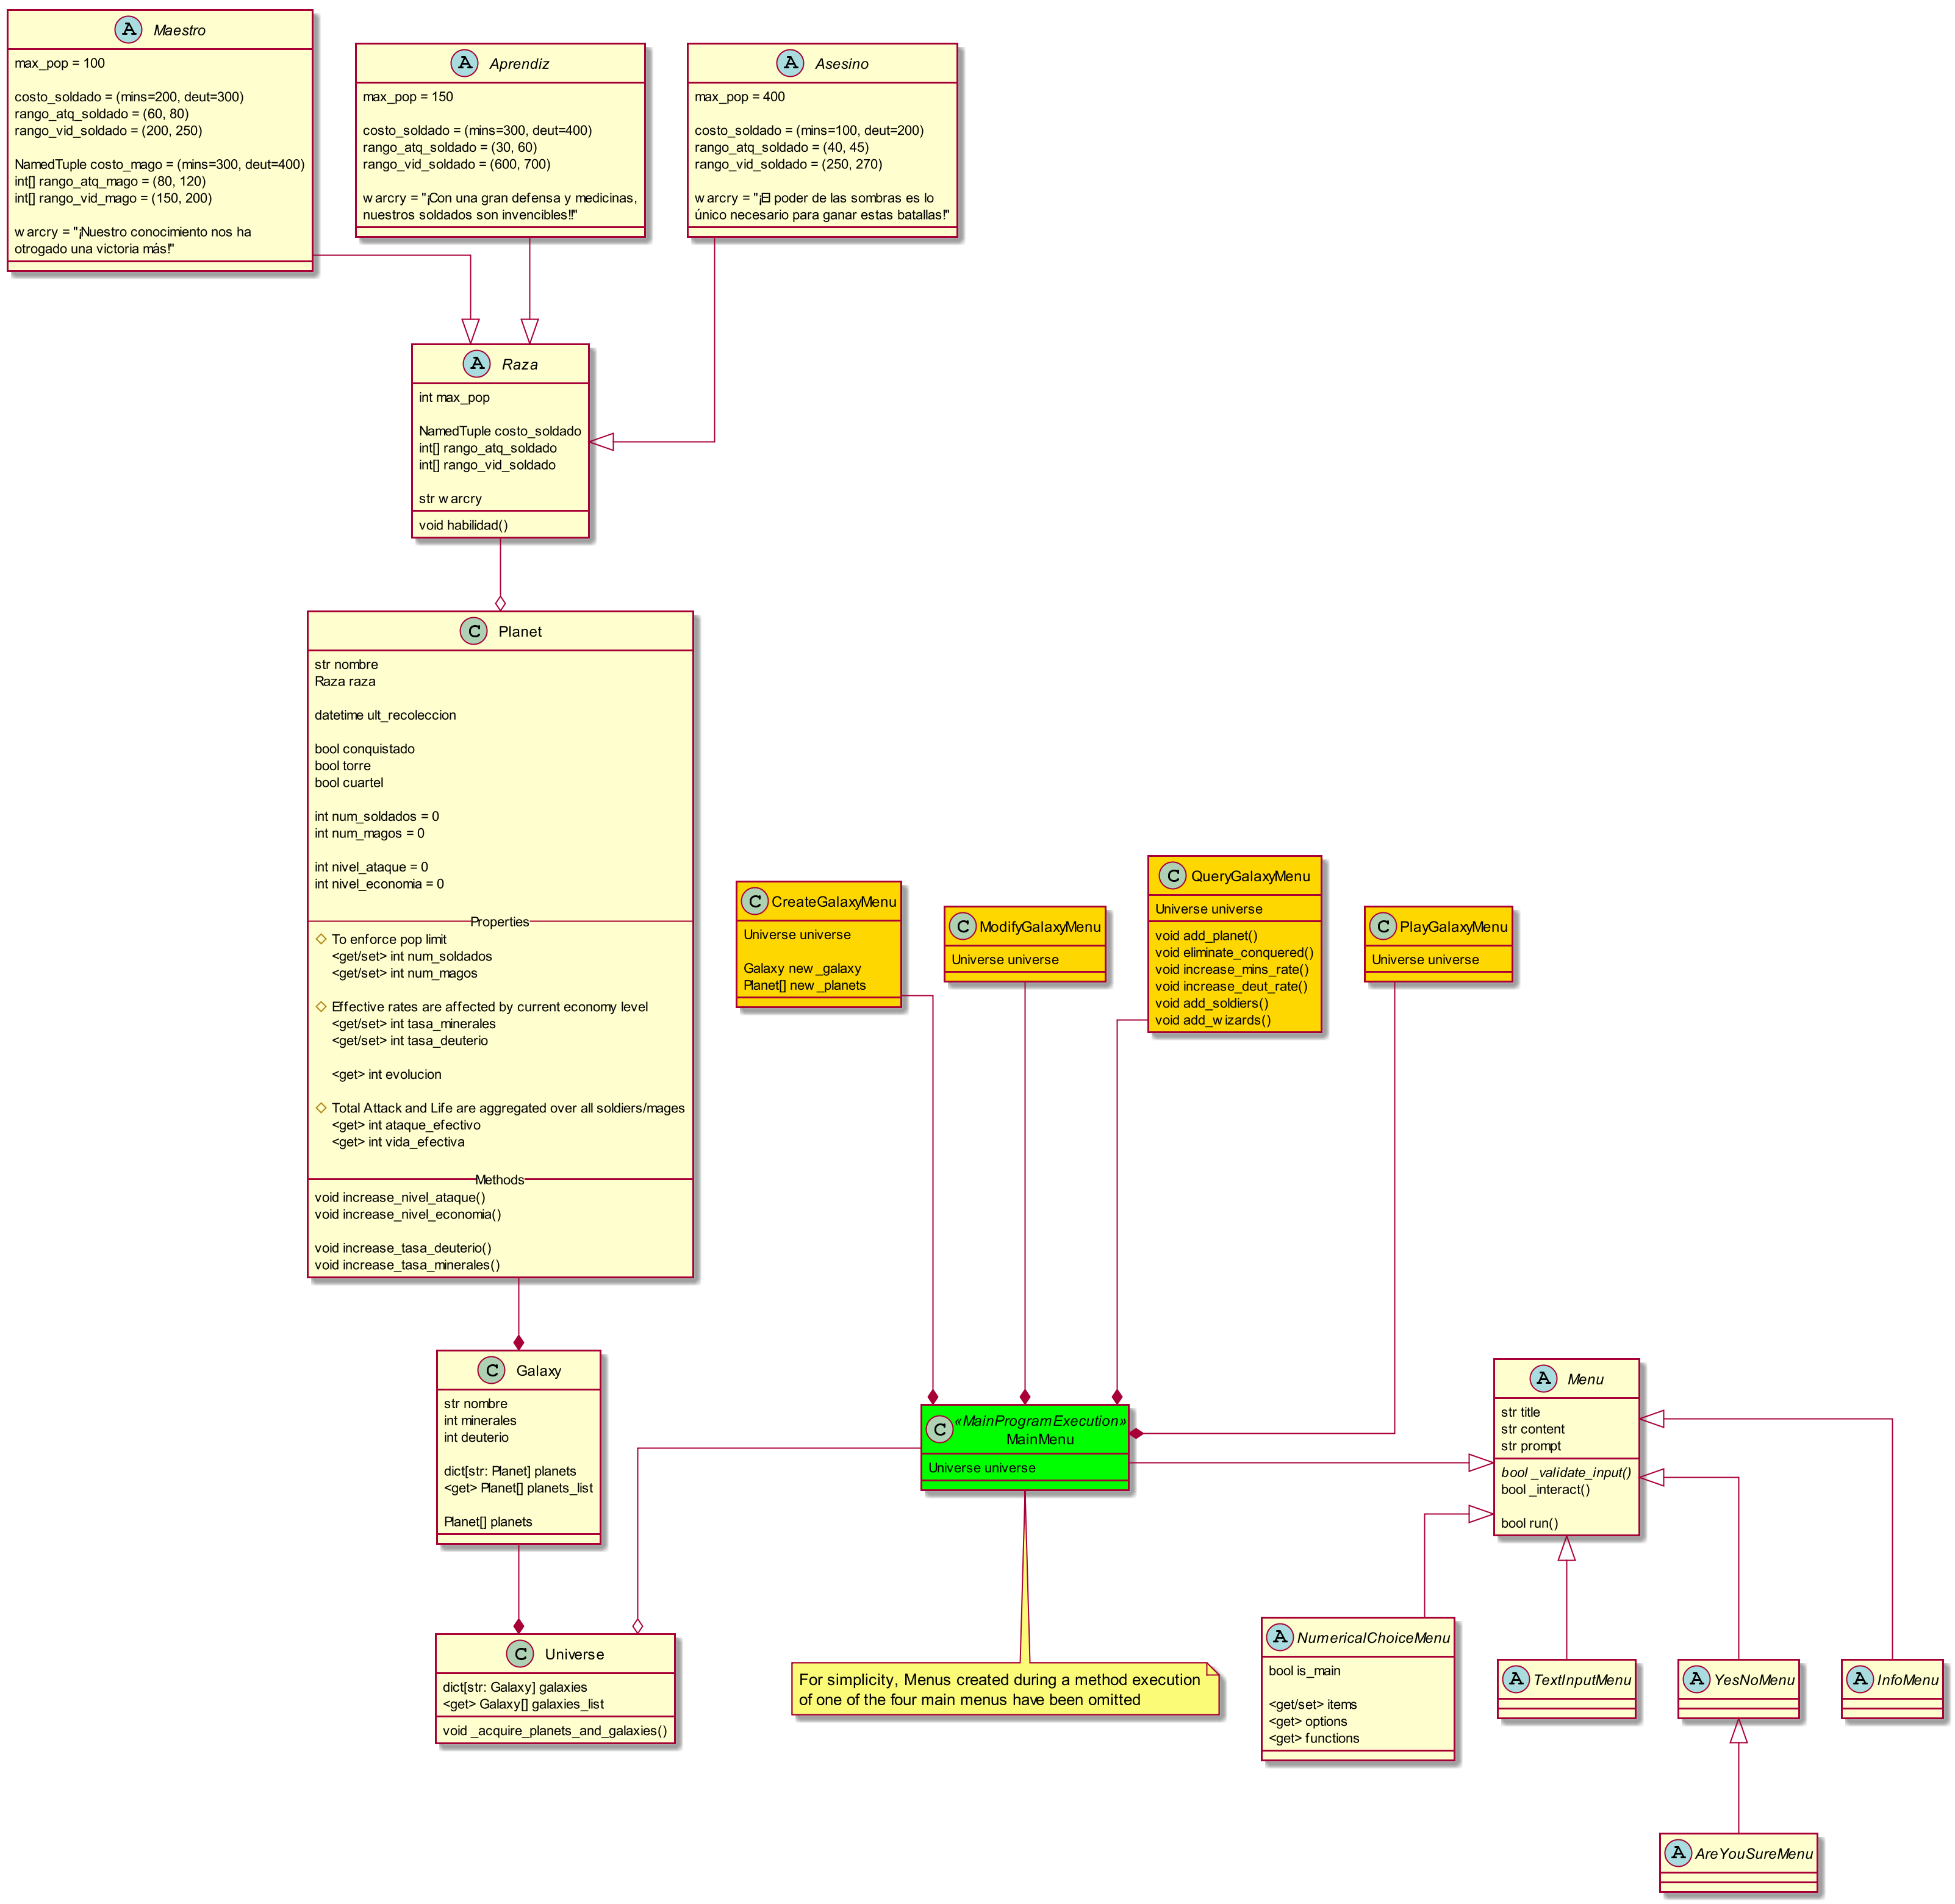 A Maestro
max_pop = 100
costo_soldado = (mins=200, deut=300)
rango_atq_soldado = (60, 80)
rango_vid_soldado = (200, 250)
NamedTuple costo_mago = (mins=300, deut=400)
int[] rango_atq_mago = (80, 120)
int[] rango_vid_mago = (150, 200)
warcry = "¡Nuestro conocimiento nos ha
otrogado una victoria más!"
A Aprendiz
max_pop = 150
costo_soldado = (mins=300, deut=400)
rango_atq_soldado = (30, 60)
rango_vid_soldado = (600, 700)
warcry = "¡Con una gran defensa y medicinas,
nuestros soldados son invencibles!!"
A Asesino
max_pop = 400
costo_soldado = (mins=100, deut=200)
rango_atq_soldado = (40, 45)
rango_vid_soldado = (250, 270)
warcry = "¡El poder de las sombras es lo
único necesario para ganar estas batallas!"
A Raza
int max_pop
NamedTuple costo_soldado
int[] rango_atq_soldado
int[] rango_vid_soldado
str warcry
void habilidad()
C Planet
str nombre
Raza raza
datetime ult_recoleccion
bool conquistado
bool torre
bool cuartel
int num_soldados = 0
int num_magos = 0
int nivel_ataque = 0
int nivel_economia = 0
Properties
To enforce pop limit
<get/set> int num_soldados
<get/set> int num_magos
Effective rates are affected by current economy level
<get/set> int tasa_minerales
<get/set> int tasa_deuterio
<get> int evolucion
Total Attack and Life are aggregated over all soldiers/mages
<get> int ataque_efectivo
<get> int vida_efectiva
Methods
void increase_nivel_ataque()
void increase_nivel_economia()
void increase_tasa_deuterio()
void increase_tasa_minerales()
C CreateGalaxyMenu
Universe universe
Galaxy new_galaxy
Planet[] new_planets
C ModifyGalaxyMenu
Universe universe
C QueryGalaxyMenu
Universe universe
void add_planet()
void eliminate_conquered()
void increase_mins_rate()
void increase_deut_rate()
void add_soldiers()
void add_wizards()
C PlayGalaxyMenu
Universe universe
C Galaxy
str nombre
int minerales
int deuterio
dict[str: Planet] planets
<get> Planet[] planets_list
Planet[] planets
C «MainProgramExecution»
MainMenu
Universe universe
A Menu
str title
str content
str prompt
bool _validate_input()
bool _interact()
bool run()
C Universe
dict[str: Galaxy] galaxies
<get> Galaxy[] galaxies_list
void _acquire_planets_and_galaxies()
For simplicity, Menus created during a method execution
of one of the four main menus have been omitted
A NumericalChoiceMenu
bool is_main
<get/set> items
<get> options
<get> functions
A TextInputMenu
A YesNoMenu
A InfoMenu
A AreYouSureMenu